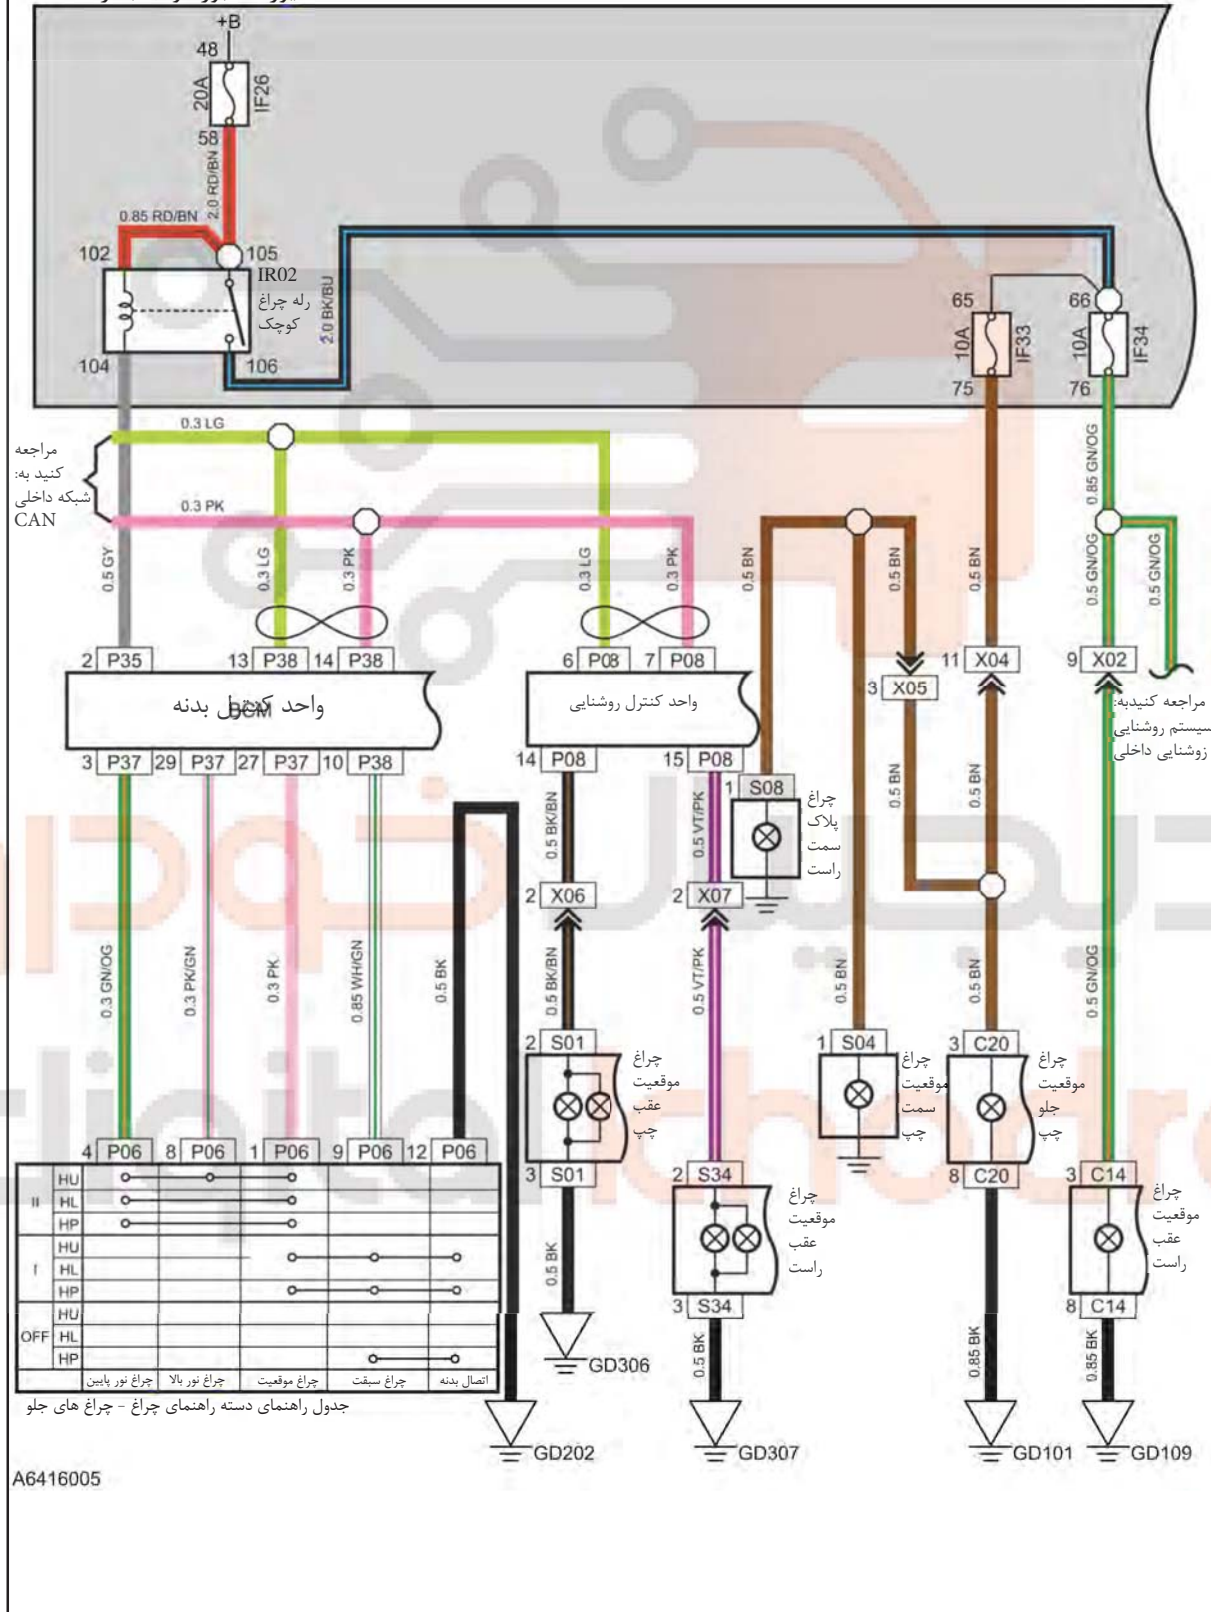 +B
48
20A
IF26
58
2.0 RD/BN
0.85 RD/BN
102
105
IR02
رله چراغ
کوچک
104
106
2.0 BK/BU
65
10A
IF33
75
66
10A
IF34
76
مراجعه
کنید به:
شبکه داخلی
CAN
0.3 LG
0.3 PK
0.5 GY
0.3 LG
0.3 PK
0.3 LG
0.3 PK
0.5 BN
0.5 BN
0.5 BN
0.85 GN/OG
0.5 GN/OG
0.5 GN/OG
2 P35
13 P38
14 P38
6 P08
7 P08
3 X05
11 X04
9 X02
واحد کنترل بدنه
BCM
واحد کنترل روشنایی
مراجعه کنیدبه:
سیستم روشنایی
زوشنایی داخلی
3 P37
29 P37
27 P37
10 P38
14 P08
15 P08
1 S08
چراغ
پلاک
سمت
راست
0.5 BK/BN
0.5 VT/PK
0.5 BN
0.5 BN
2 X06
2 X07
0.3 GN/OG
0.3 PK/GN
0.3 PK
0.85 WH/GN
0.5 BK
0.5 BK/BN
0.5 VT/PK
0.5 BN
0.5 BN
0.5 GN/OG
2 S01
چراغ
موقعیت
عقب
چپ
3 S01
1 S04
چراغ
موقعیت
سمت
چپ
3 C20
چراغ
موقعیت
جلو
چپ
8 C20
4 P06
8 P06
1 P06
9 P06
12 P06
2 S34
چراغ
موقعیت
عقب
راست
3 S34
3 C14
چراغ
موقعیت
عقب
راست
8 C14
II
HU
HL
HP
I
HU
HL
HP
OFF
HU
HL
HP
چراغ نور پایین
چراغ نور بالا
چراغ موقعیت
چراغ سبقت
اتصال بدنه
جدول راهنمای دسته راهنمای چراغ - چراغ های جلو
0.5 BK
GD306
0.5 BK
0.85 BK
0.85 BK
GD202
GD307
GD101
GD109
A6416005
digital khodro